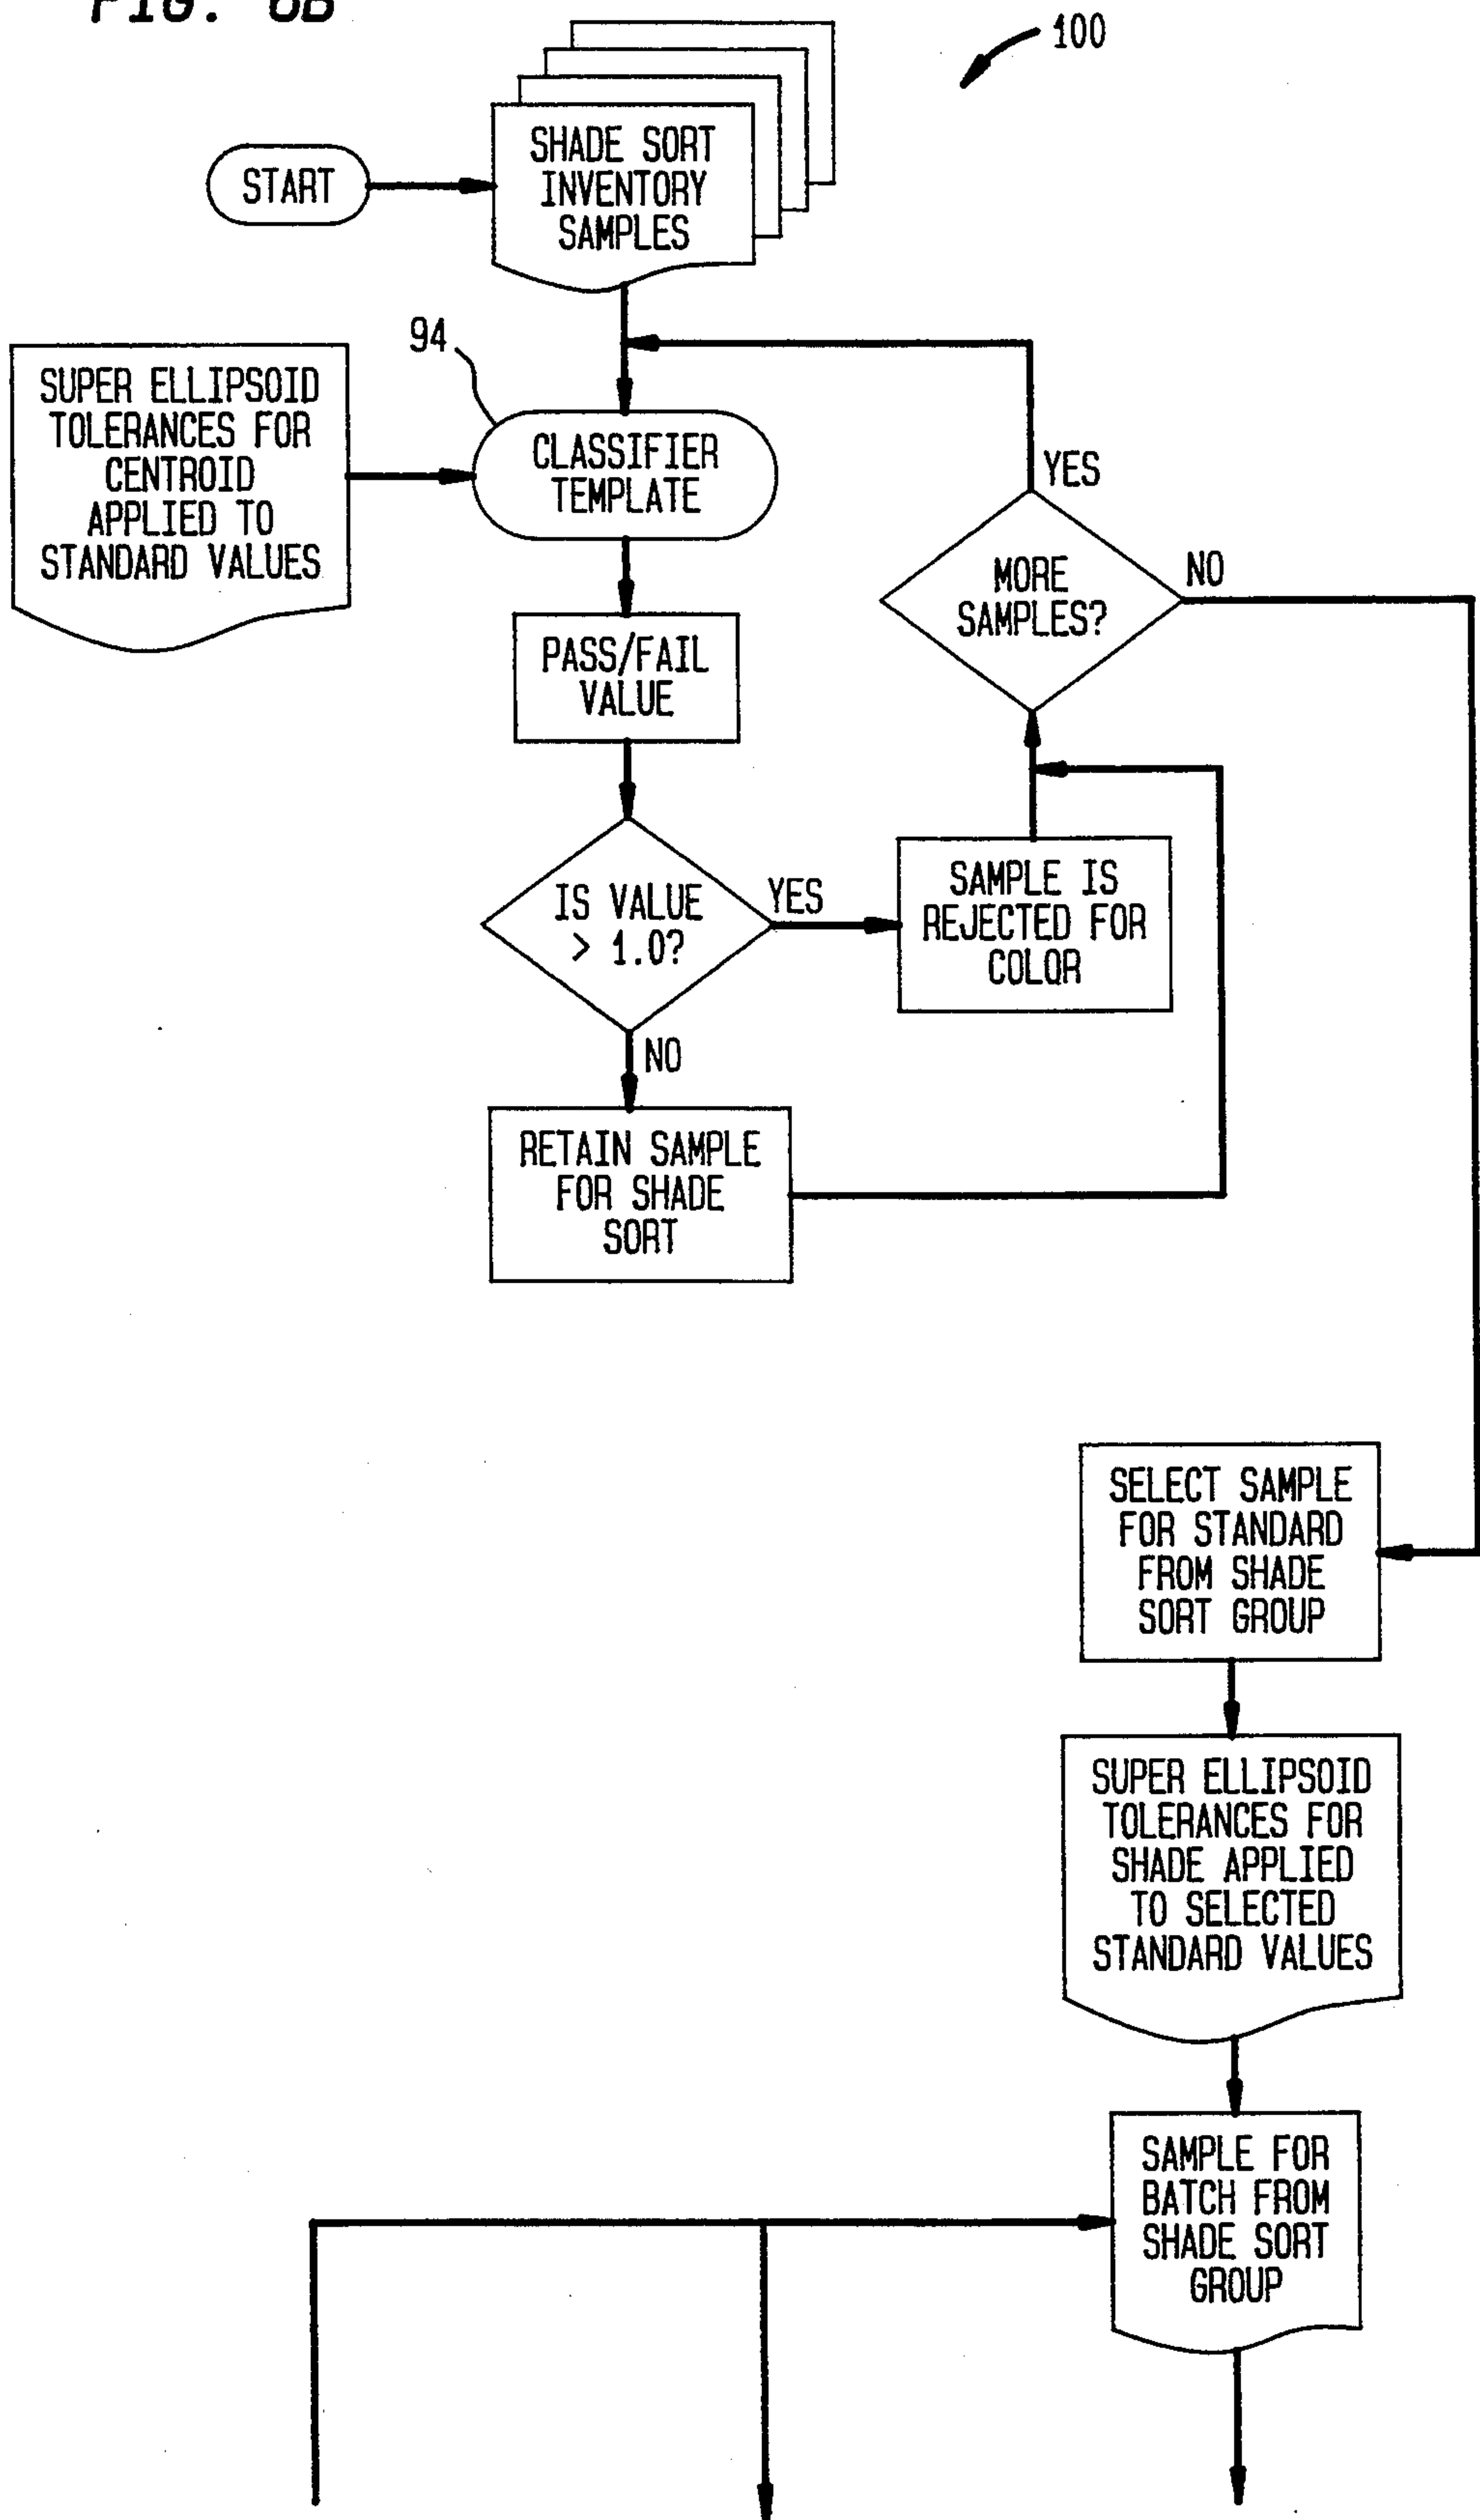 FIG. 6B
100
SHADE SORT
INVENTORY
SAMPLES
START
94
SUPER ELLIPSOID
TOLERANCES FOR
CENTROID
APPLIED TO
STANDARD VALUES
CLASSIFIER
TEMPLATE
YES
MORE
SAMPLES?
NO
PASS/FAIL
VALUE
IS VALUE
> 1.0?
YES
SAMPLE IS
REJECTED FOR
COLOR
NO
RETAIN SAMPLE
FOR SHADE
SORT
SELECT SAMPLE
FOR STANDARD
FROM SHADE
SORT GROUP
SUPER ELLIPSOID
TOLERANCES FOR
SHADE APPLIED
TO SELECTED
STANDARD VALUES
SAMPLE FOR
BATCH FROM
SHADE SORT
GROUP